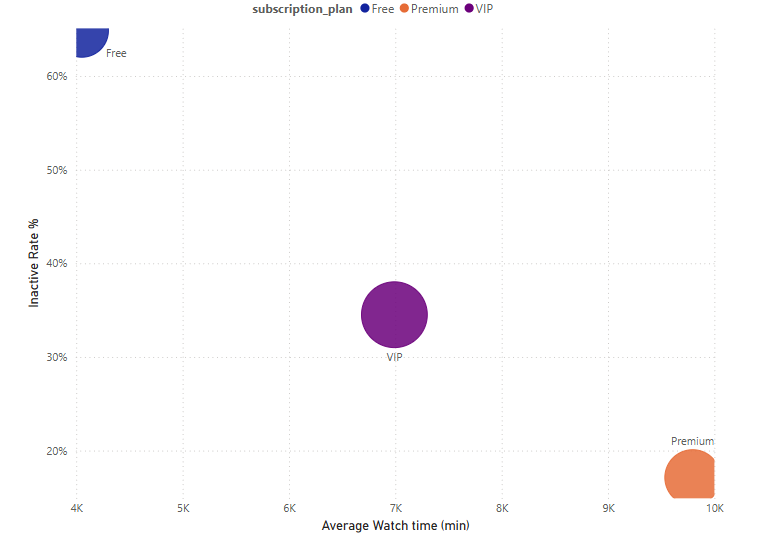 subscription_plan Free Premium VIP
Free
60%
50%
40%
30%
20%
Inactive Rate %
VIP
Premium
4K 5K 6K 7K 8K 9K 10K
Average Watch time (min)